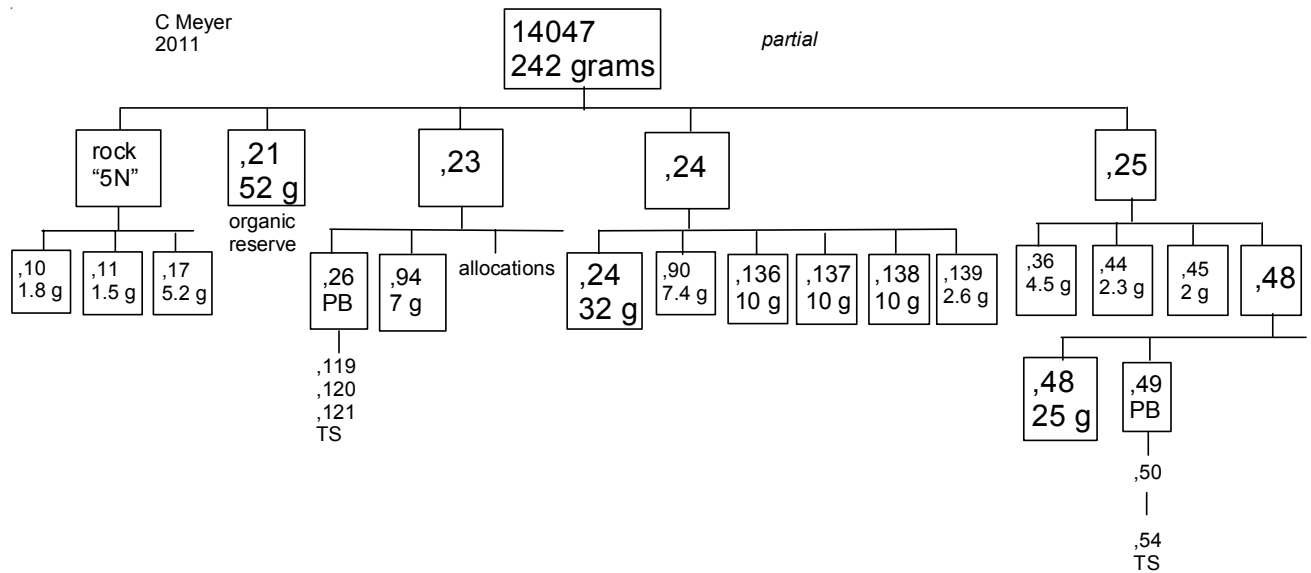 C Meyer
2011
14047
242 grams
partial
rock
“5N”
,21
52 g
organic
reserve
,23
,24
,25
,10
1.8 g
,11
1.5 g
,17
5.2 g
,26
PB
,94
7 g
allocations
,24
32 g
,90
7.4 g
,136
10 g
,137
10 g
,138
10 g
,139
2.6 g
,36
4.5 g
,44
2.3 g
,45
2 g
,48
,119
,120
,121
TS
,48
25 g
,49
PB
,50
,54
TS